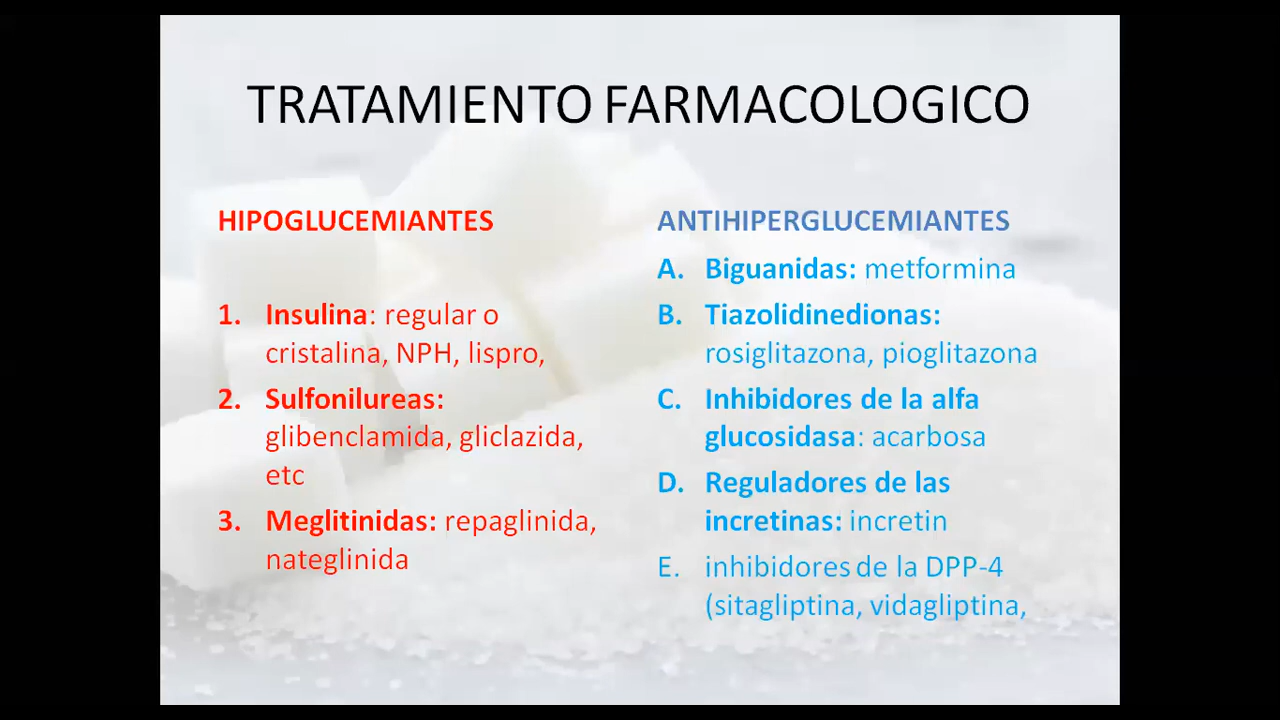 TRATAMIENTO FARMACOLOGICO
HIPOGLUCEMIANTES
1. Insulina: regular o
cristalina, NPH, lispro,
2. Sulfonilureas:
glibenclamida, gliclazida,
etc
3. Meglitinidas: repaglinida,
nateglinida
ANTIHIPERGLUCEMIANTES
A. Biguanidas: metformina
B. Tiazolidinedionas:
rosiglitazona, pioglitazona
C. Inhibidores de la alfa
glucosidasa: acarbosa
D. Reguladores de las
incretinas: incretin
E. inhibidores de la DPP-4
(sitagliptina, vidagliptina,